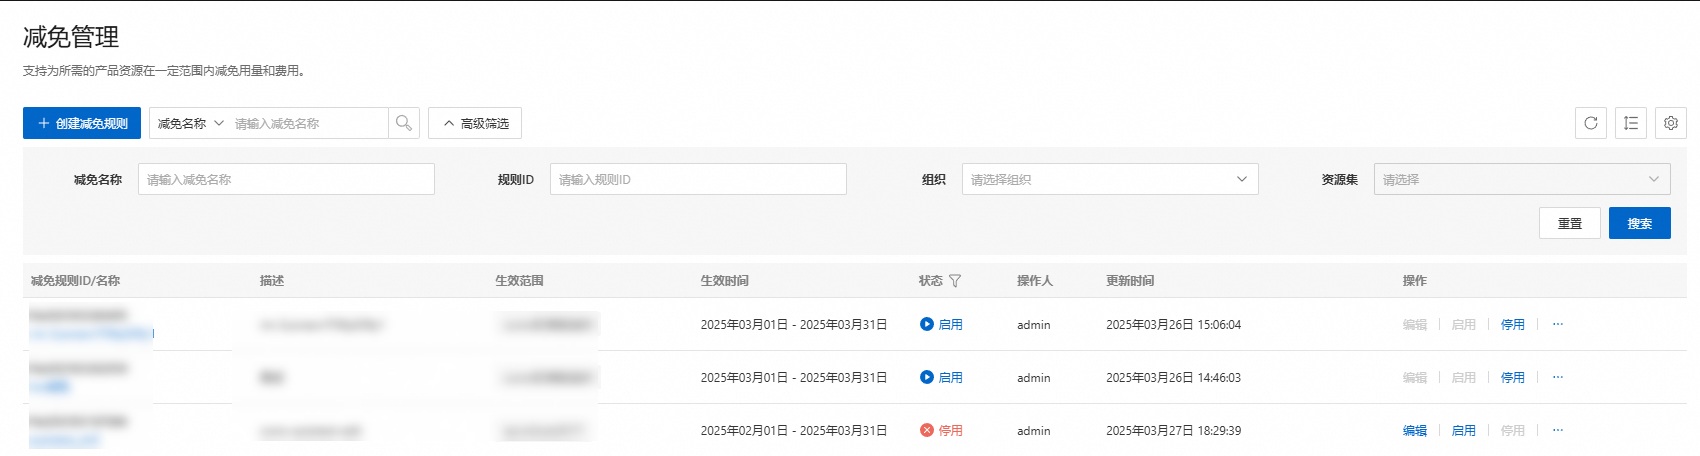 减免管理
支持为所需的产品资源在一定范围内减免用量和费用。
创建减免规则 减免名称 请输入减免名称 高级筛选
减免名称 请输入减免名称 规则ID 请输入规则ID 组织 请选择组织 资源集 请选择
重置 搜索
减免规则ID/名称 描述 生效范围 生效时间 状态 操作人 更新时间 操作
2025年03月01日 - 2025年03月31日 启用 admin 2025年03月26日 15:06:04 编辑 启用 停用 ···
2025年03月01日 - 2025年03月31日 启用 admin 2025年03月26日 14:46:03 编辑 启用 停用 ···
2025年02月01日 - 2025年03月31日 停用 admin 2025年03月27日 18:29:39 编辑 启用 停用 ···